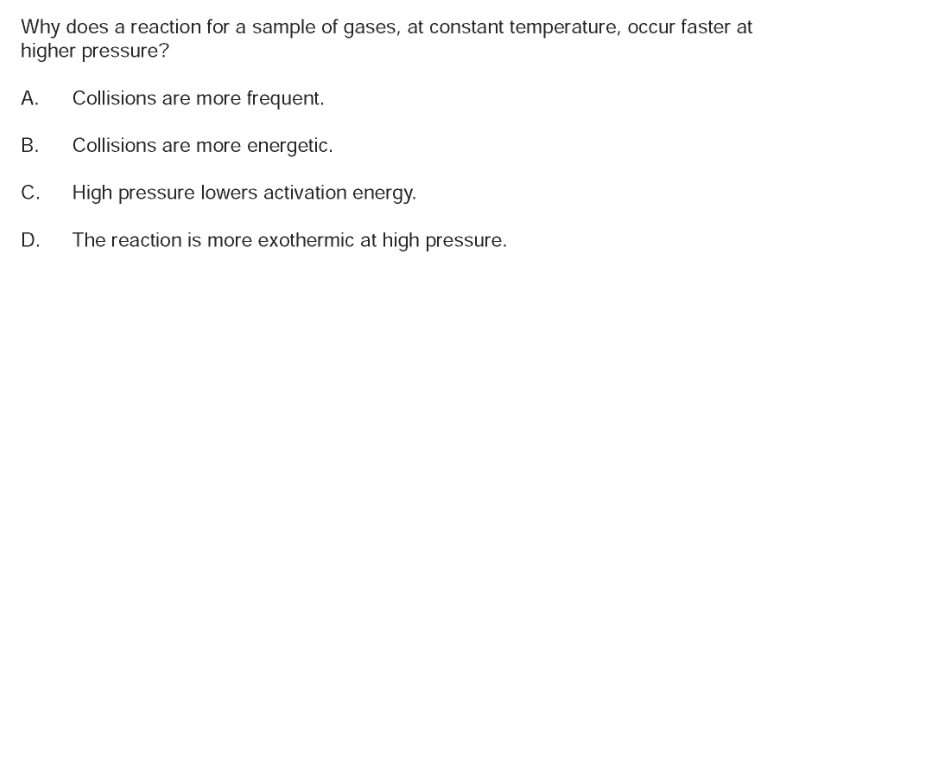 Why does a reaction for a sample of gases, at constant temperature, occur faster at
higher pressure?
A. Collisions are more frequent.
B. Collisions are more energetic.
C. High pressure lowers activation energy.
D. The reaction is more exothermic at high pressure.